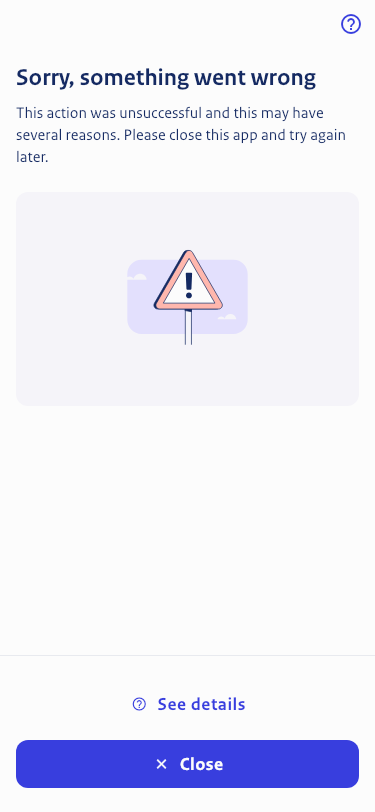 Sorry, something went wrong
This action was unsuccessful and this may have
several reasons. Please close this app and try again
later.
See details
Close